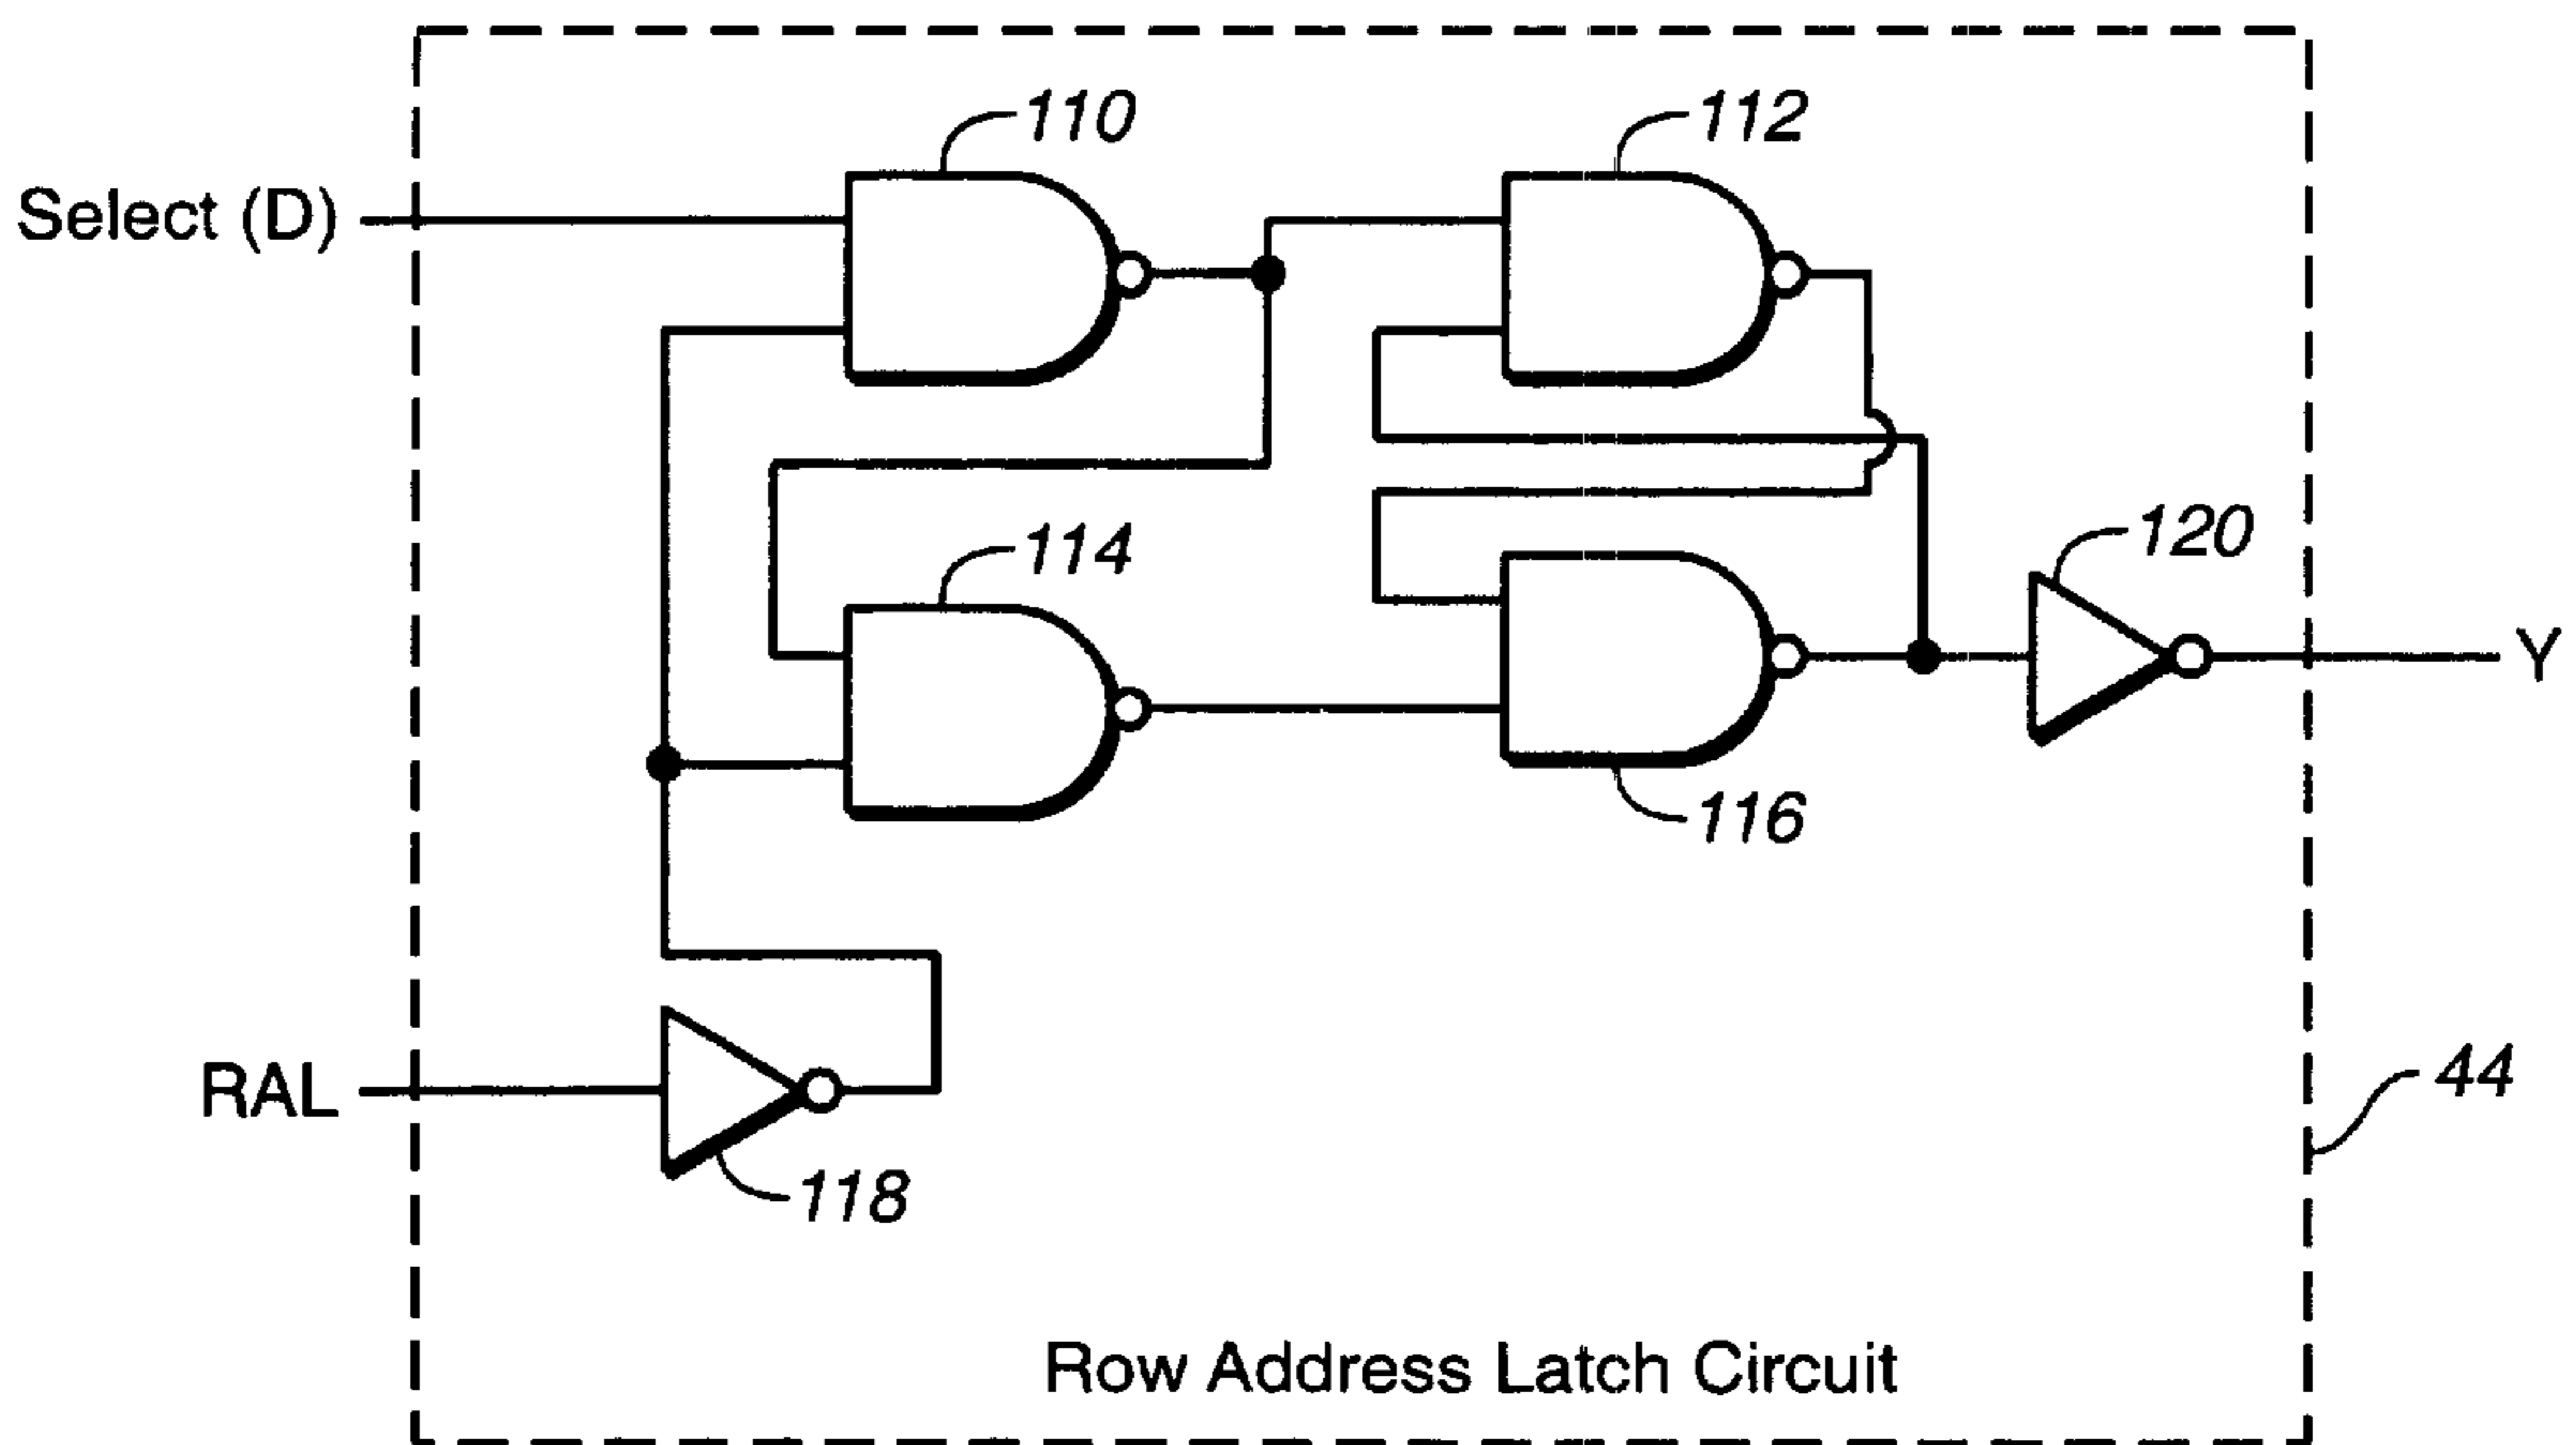 110
112
Select (D)
114
120
Y
116
RAL
44
118
Row Address Latch Circuit